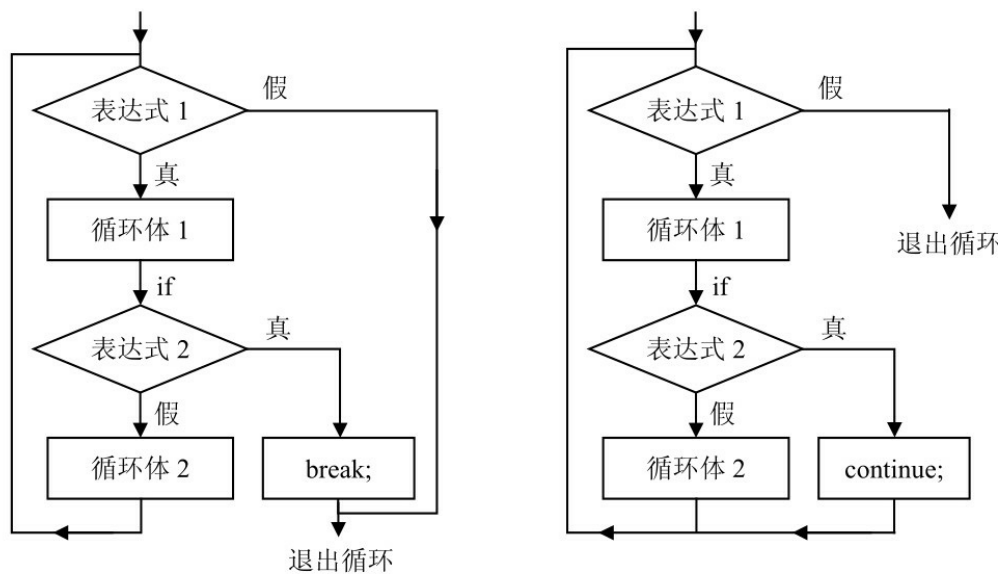 表达式 1
假
真
循环体 1
if
表达式 2
真
假
循环体 2
break;
退出循环
表达式 1
假
真
循环体 1
退出循环
if
表达式 2
真
假
循环体 2
continue;